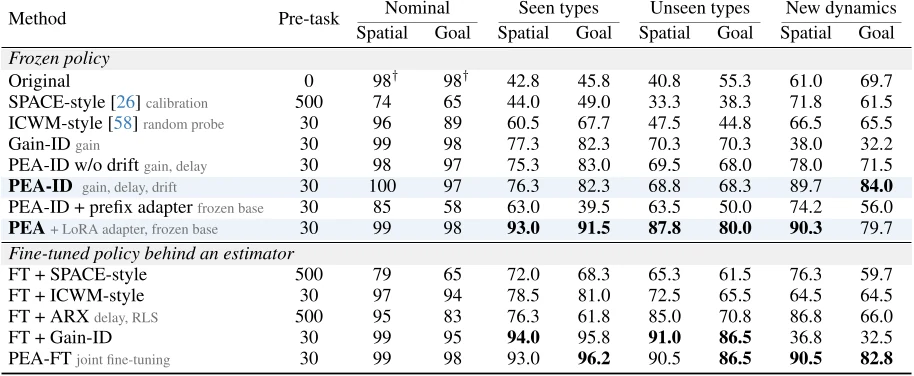 Method Pre-task Nominal Seen types Unseen types New dynamics
Spatial Goal Spatial Goal Spatial Goal Spatial Goal
Frozen policy
Original 0 98† 98† 42.8 45.8 40.8 55.3 61.0 69.7
SPACE-style [26] calibration 500 74 65 44.0 49.0 33.3 38.3 71.8 61.5
ICWM-style [58] random probe 30 96 89 60.5 67.7 47.5 44.8 66.5 65.5
Gain-ID gain 30 99 98 77.3 82.3 70.3 70.3 38.0 32.2
PEA-ID w/o drift gain, delay 30 98 97 75.3 83.0 69.5 68.0 78.0 71.5
PEA-ID gain, delay, drift 30 100 97 76.3 82.3 68.8 68.3 89.7 84.0
PEA-ID + prefix adapter frozen base 30 85 58 63.0 39.5 63.5 50.0 74.2 56.0
PEA + LoRA adapter, frozen base 30 99 98 93.0 91.5 87.8 80.0 90.3 79.7
Fine-tuned policy behind an estimator
FT + SPACE-style 500 79 65 72.0 68.3 65.3 61.5 76.3 59.7
FT + ICWM-style 30 97 94 78.5 81.0 72.5 65.5 64.5 64.5
FT + ARX delay, RLS 500 95 83 76.3 61.8 85.0 70.8 86.8 66.0
FT + Gain-ID 30 99 95 94.0 95.8 91.0 86.5 36.8 32.5
PEA-FT joint fine-tuning 30 99 98 93.0 96.2 90.5 86.5 90.5 82.8